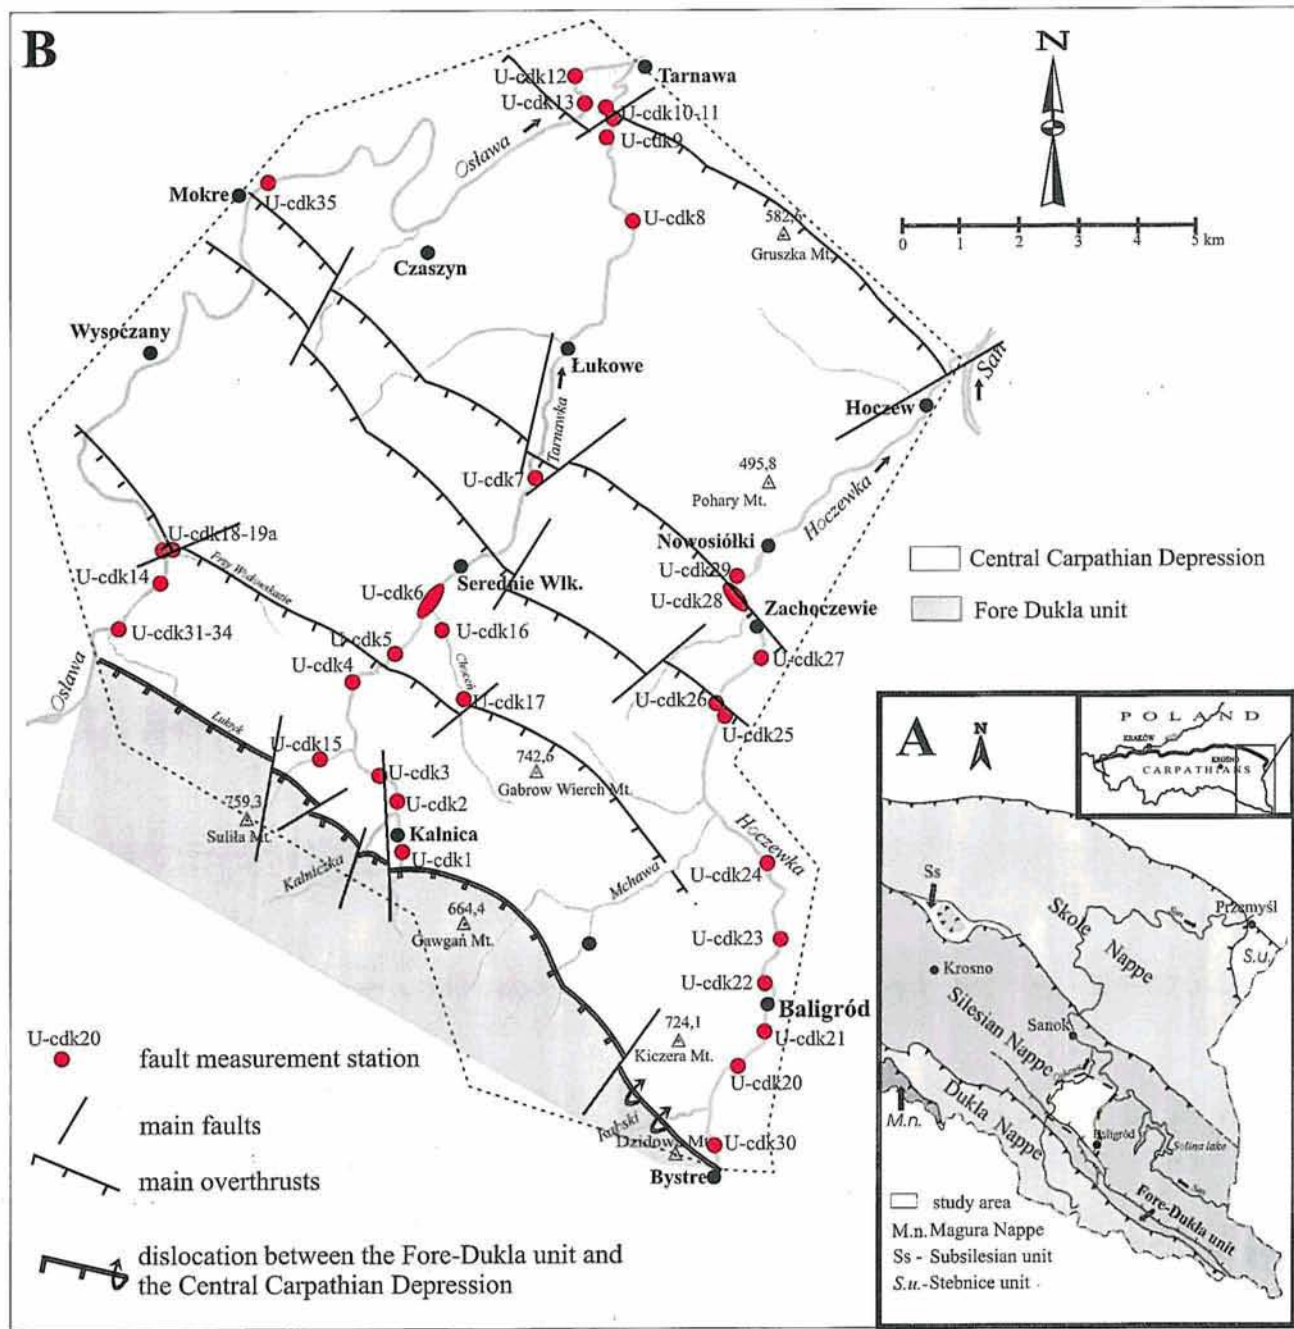 B
N
0 1 2 3 4 5 km
U-cdk12
Tarnawa
U-cdk13
U-cdk10-11
U-cdk9
Osława
Mokre
U-cdk35
U-cdk8
582,6
Gruszka Mt.
Czaszyn
Wysoczany
Łukowe
San
Hoczew
Tarnawka
U-cdk7
495,8
Pohary Mt.
Hoczewka
U-cdk18-19a
Nowosiółki
U-cdk14
Serednie Wlk.
U-cdk29
U-cdk6
U-cdk28
Zachoczewie
U-cdk31-34
U-cdk16
U-cdk5
U-cdk27
U-cdk4
Osława
U-cdk17
U-cdk26
U-cdk25
U-cdk15
742,6
Gabrow Wierch Mt.
U-cdk3
759,3
Suliła Mt.
U-cdk2
Kalnica
U-cdk1
Kalniczka
Hoczewka
Mchawa
U-cdk24
664,4
Gawgań Mt.
U-cdk23
U-cdk22
Baligród
724,1
Kiczera Mt.
U-cdk21
U-cdk20
U-cdk30
Bystre
Central Carpathian Depression
Fore Dukla unit
U-cdk20
fault measurement station
main faults
main overthrusts
dislocation between the Fore-Dukla unit and
the Central Carpathian Depression
A
N
POLAND
KRAKÓW
KROSNO
CARPATHIANS
Ss
Skole
Nappe
San
Przemyśl
S.u.
Krosno
Silesian Nappe
Sanok
Dukla Nappe
M.n.
Baligród
Solina lake
San
Fore-Dukla unit
study area
M.n. Magura Nappe
Ss - Subsilesian unit
S.u.- Stebnice unit